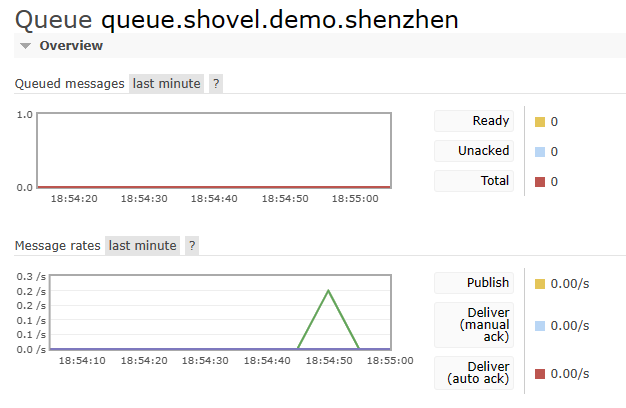 Queue queue.shovel.demo.shenzhen
Overview
Queued messages last minute ?
1.0
0.0
18:54:20 18:54:30 18:54:40 18:54:50 18:55:00
Ready 0
Unacked 0
Total 0
Message rates last minute ?
0.3 /s
0.2 /s
0.2 /s
0.1 /s
0.1 /s
0.0 /s
18:54:10 18:54:20 18:54:30 18:54:40 18:54:50 18:55:00
Publish 0.00/s
Deliver
(manual 0.00/s
ack)
Deliver
(auto ack) 0.00/s